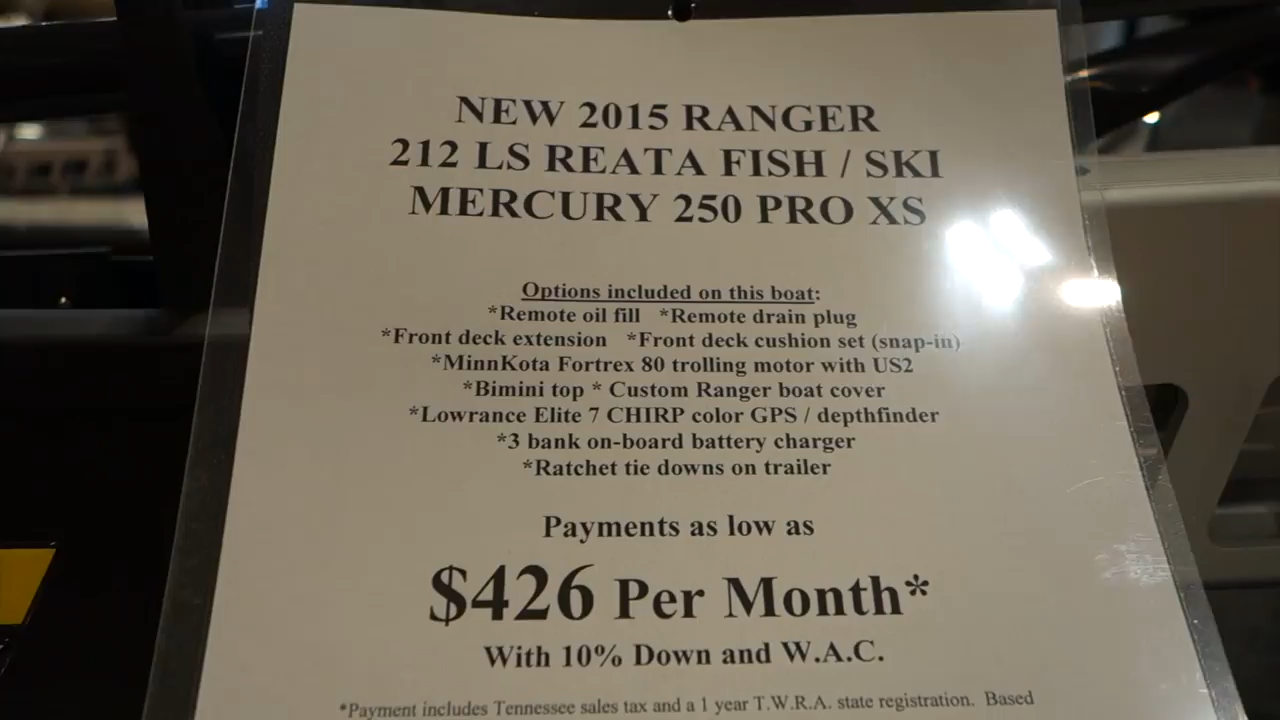 NEW 2015 RANGER
212 LS REATA FISH / SKI
MERCURY 250 PRO XS
Options included on this boat:
*Remote oil fill *Remote drain plug
*Front deck extension *Front deck cushion set (snap-in)
*MinnKota Fortrex 80 trolling motor with US2
*Bimini top * Custom Ranger boat cover
*Lowrance Elite 7 CHIRP color GPS / depthfinder
*3 bank on-board battery charger
*Ratchet tie downs on trailer
Payments as low as
$426 Per Month*
With 10% Down and W.A.C.
*Payment includes Tennessee sales tax and a 1 year T.W.R.A. state registration. Based